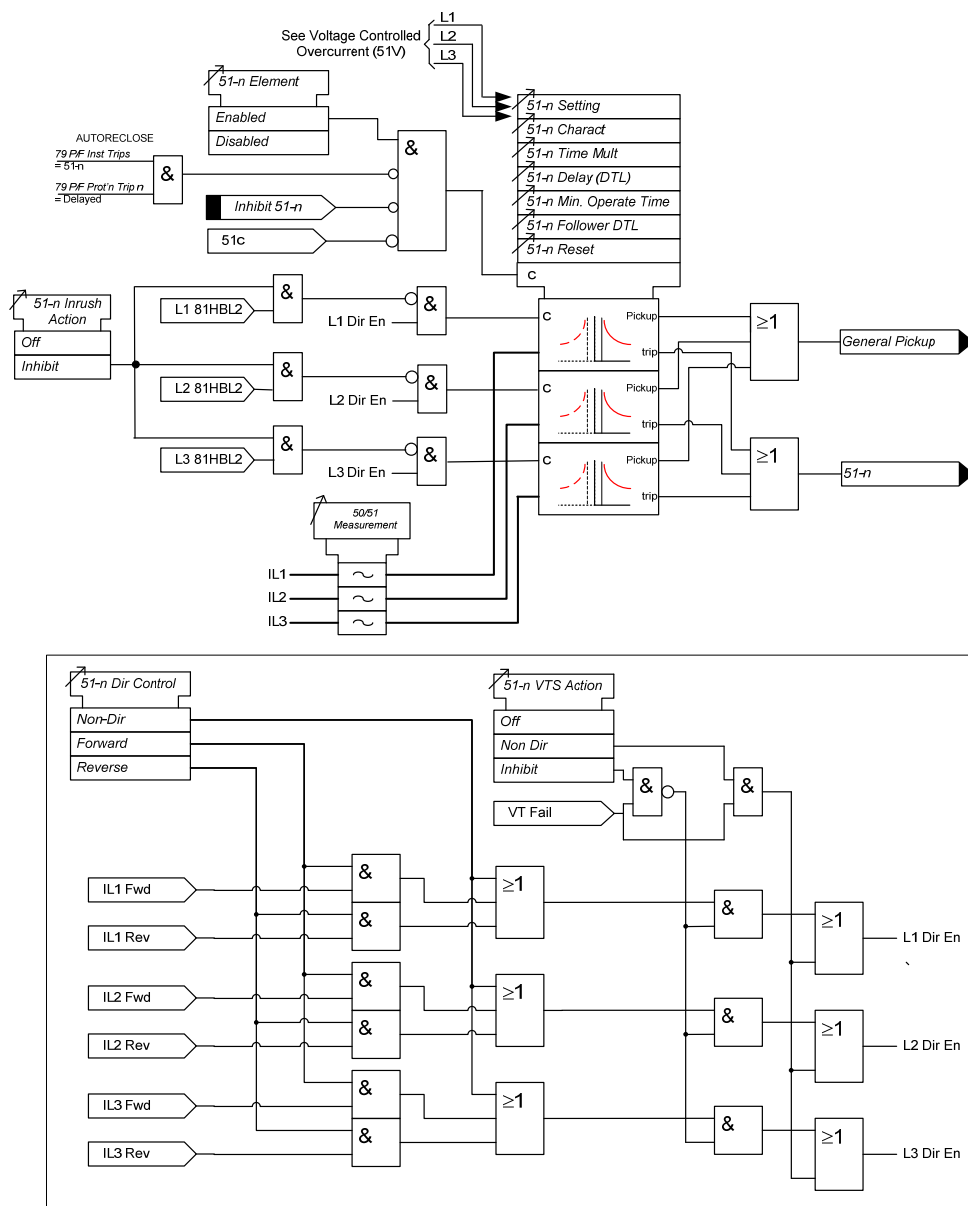 See Voltage Controlled
Overcurrent (51V)
L1
L2
L3
51-n Element
Enabled
Disabled
AUTORECLOSE
79 P/F Inst Trips
= 51-n
79 P/F Prot'n Trip n
= Delayed
&
&
Inhibit 51-n
51c
51-n Setting
51-n Charact
51-n Time Mult
51-n Delay (DTL)
51-n Min. Operate Time
51-n Follower DTL
51-n Reset
c
51-n Inrush
Action
Off
Inhibit
L1 81HBL2
&
L1 Dir En
&
L2 81HBL2
&
L2 Dir En
&
L3 81HBL2
&
L3 Dir En
&
c
Pickup
trip
c
Pickup
trip
c
Pickup
trip
≥1
General Pickup
≥1
51-n
50/51
Measurement
IL1
IL2
IL3
51-n Dir Control
Non-Dir
Forward
Reverse
51-n VTS Action
Off
Non Dir
Inhibit
VT Fail
&
&
IL1 Fwd
IL1 Rev
&
&
≥1
&
≥1
L1 Dir En
IL2 Fwd
IL2 Rev
&
&
≥1
&
≥1
L2 Dir En
IL3 Fwd
IL3 Rev
&
&
≥1
&
≥1
L3 Dir En